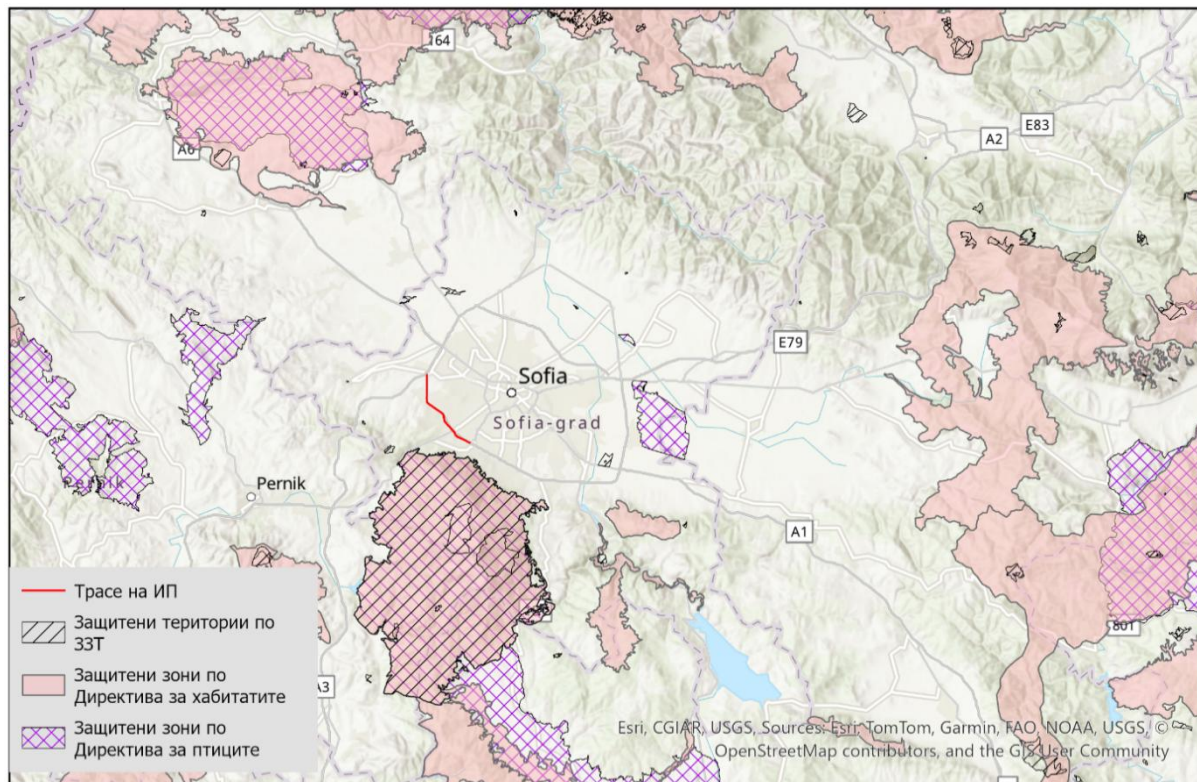 164
A6
E83
A2
E79
Sofia
Sofia-grad
Pernik
Pernik
A1
801
A3
Трасе на ИП
Защитени територии по
ЗЗТ
Защитени зони по
Директива за хабитатите
Защитени зони по
Директива за птиците
Esri, CGIAR, USGS, Sources: Esri, TomTom, Garmin, FAO, NOAA, USGS, ©
OpenStreetMap contributors, and the GIS User Community